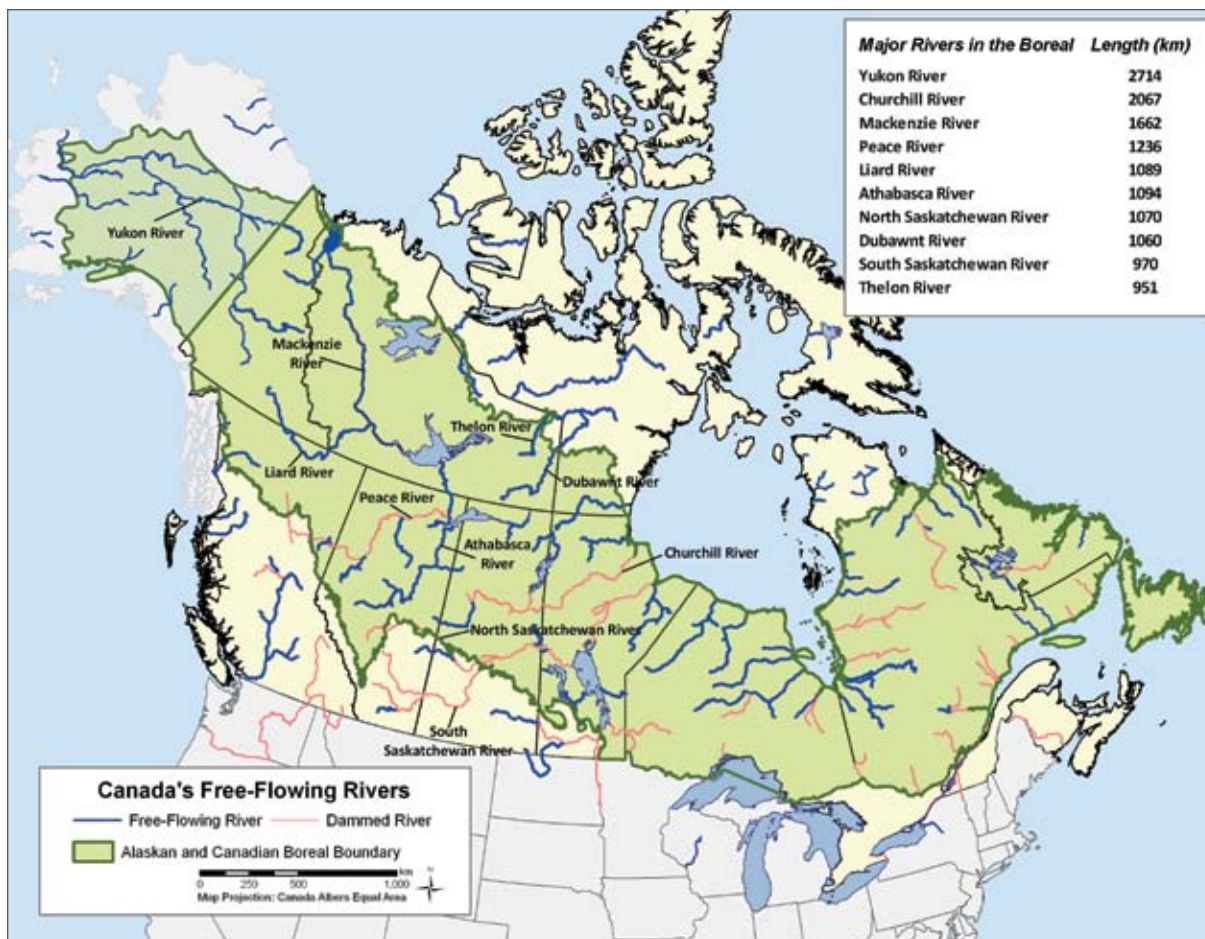 Major Rivers in the Boreal Length (km)
Yukon River 2714
Churchill River 2067
Mackenzie River 1662
Peace River 1236
Liard River 1089
Athabasca River 1094
North Saskatchewan River 1070
Dubawnt River 1060
South Saskatchewan River 970
Thelon River 951
Yukon River
Mackenzie
River
Thelon River
Liard River
Dubawnt River
Peace River
Athabasca
River
Churchill River
North Saskatchewan River
South
Saskatchewan River
Canada's Free-Flowing Rivers
Free-Flowing River Dammed River
Alaskan and Canadian Boreal Boundary
km
0 250 500 1,000
Map Projection: Canada Albers Equal Area